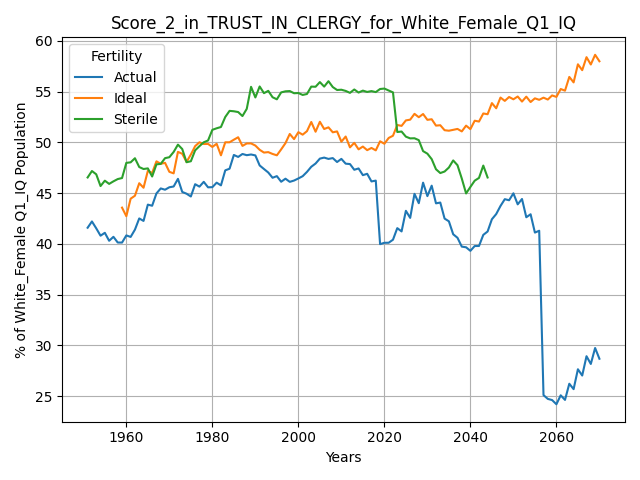 Score_2_in_TRUST_IN_CLERGY_for_White_Female_Q1_IQ
60
55
50
45
40
35
30
25
% of White_Female Q1_IQ Population
Fertility
Actual
Ideal
Sterile
1960
1980
2000
2020
2040
2060
Years